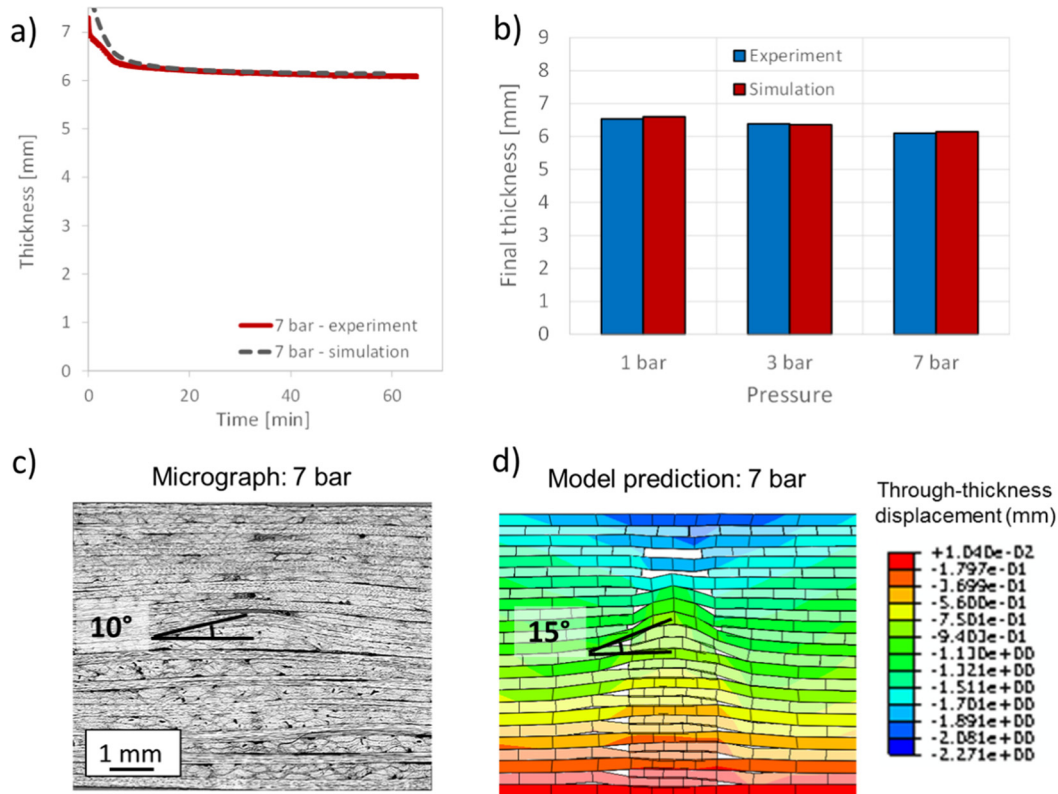 a)
7
6
5
4
3
2
1
0
Thickness [mm]
7 bar - experiment
7 bar - simulation
0 20 40 60
Time [min]
b)
9
8
7
6
5
4
3
2
1
0
Final thickness [mm]
Experiment
Simulation
1 bar 3 bar 7 bar
Pressure
c)
Micrograph: 7 bar
10°
1 mm
d)
Model prediction: 7 bar
15°
Through-thickness
displacement (mm)
+1.040e-02
-1.797e-01
-3.699e-01
-5.600e-01
-7.501e-01
-9.403e-01
-1.130e+00
-1.321e+00
-1.511e+00
-1.701e+00
-1.891e+00
-2.081e+00
-2.271e+00